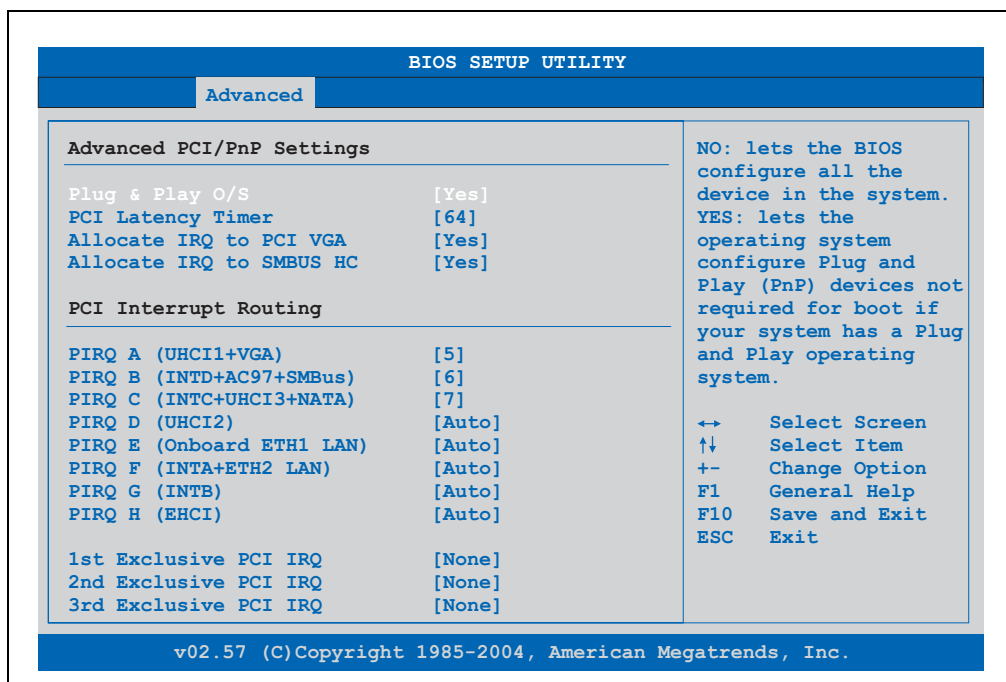 BIOS SETUP UTILITY
Advanced
Advanced PCI/PnP Settings
Plug & Play O/S [Yes]
PCI Latency Timer [64]
Allocate IRQ to PCI VGA [Yes]
Allocate IRQ to SMBUS HC [Yes]
PCI Interrupt Routing
PIRQ A (UHCI1+VGA) [5]
PIRQ B (INTD+AC97+SMBus) [6]
PIRQ C (INTC+UHCI3+NATA) [7]
PIRQ D (UHCI2) [Auto]
PIRQ E (Onboard ETH1 LAN) [Auto]
PIRQ F (INTA+ETH2 LAN) [Auto]
PIRQ G (INTB) [Auto]
PIRQ H (EHCI) [Auto]
1st Exclusive PCI IRQ [None]
2nd Exclusive PCI IRQ [None]
3rd Exclusive PCI IRQ [None]
NO: lets the BIOS
configure all the
device in the system.
YES: lets the
operating system
configure Plug and
Play (PnP) devices not
required for boot if
your system has a Plug
and Play operating
system.
←→ Select Screen
↑↓ Select Item
+- Change Option
F1 General Help
F10 Save and Exit
ESC Exit
v02.57 (C)Copyright 1985-2004, American Megatrends, Inc.